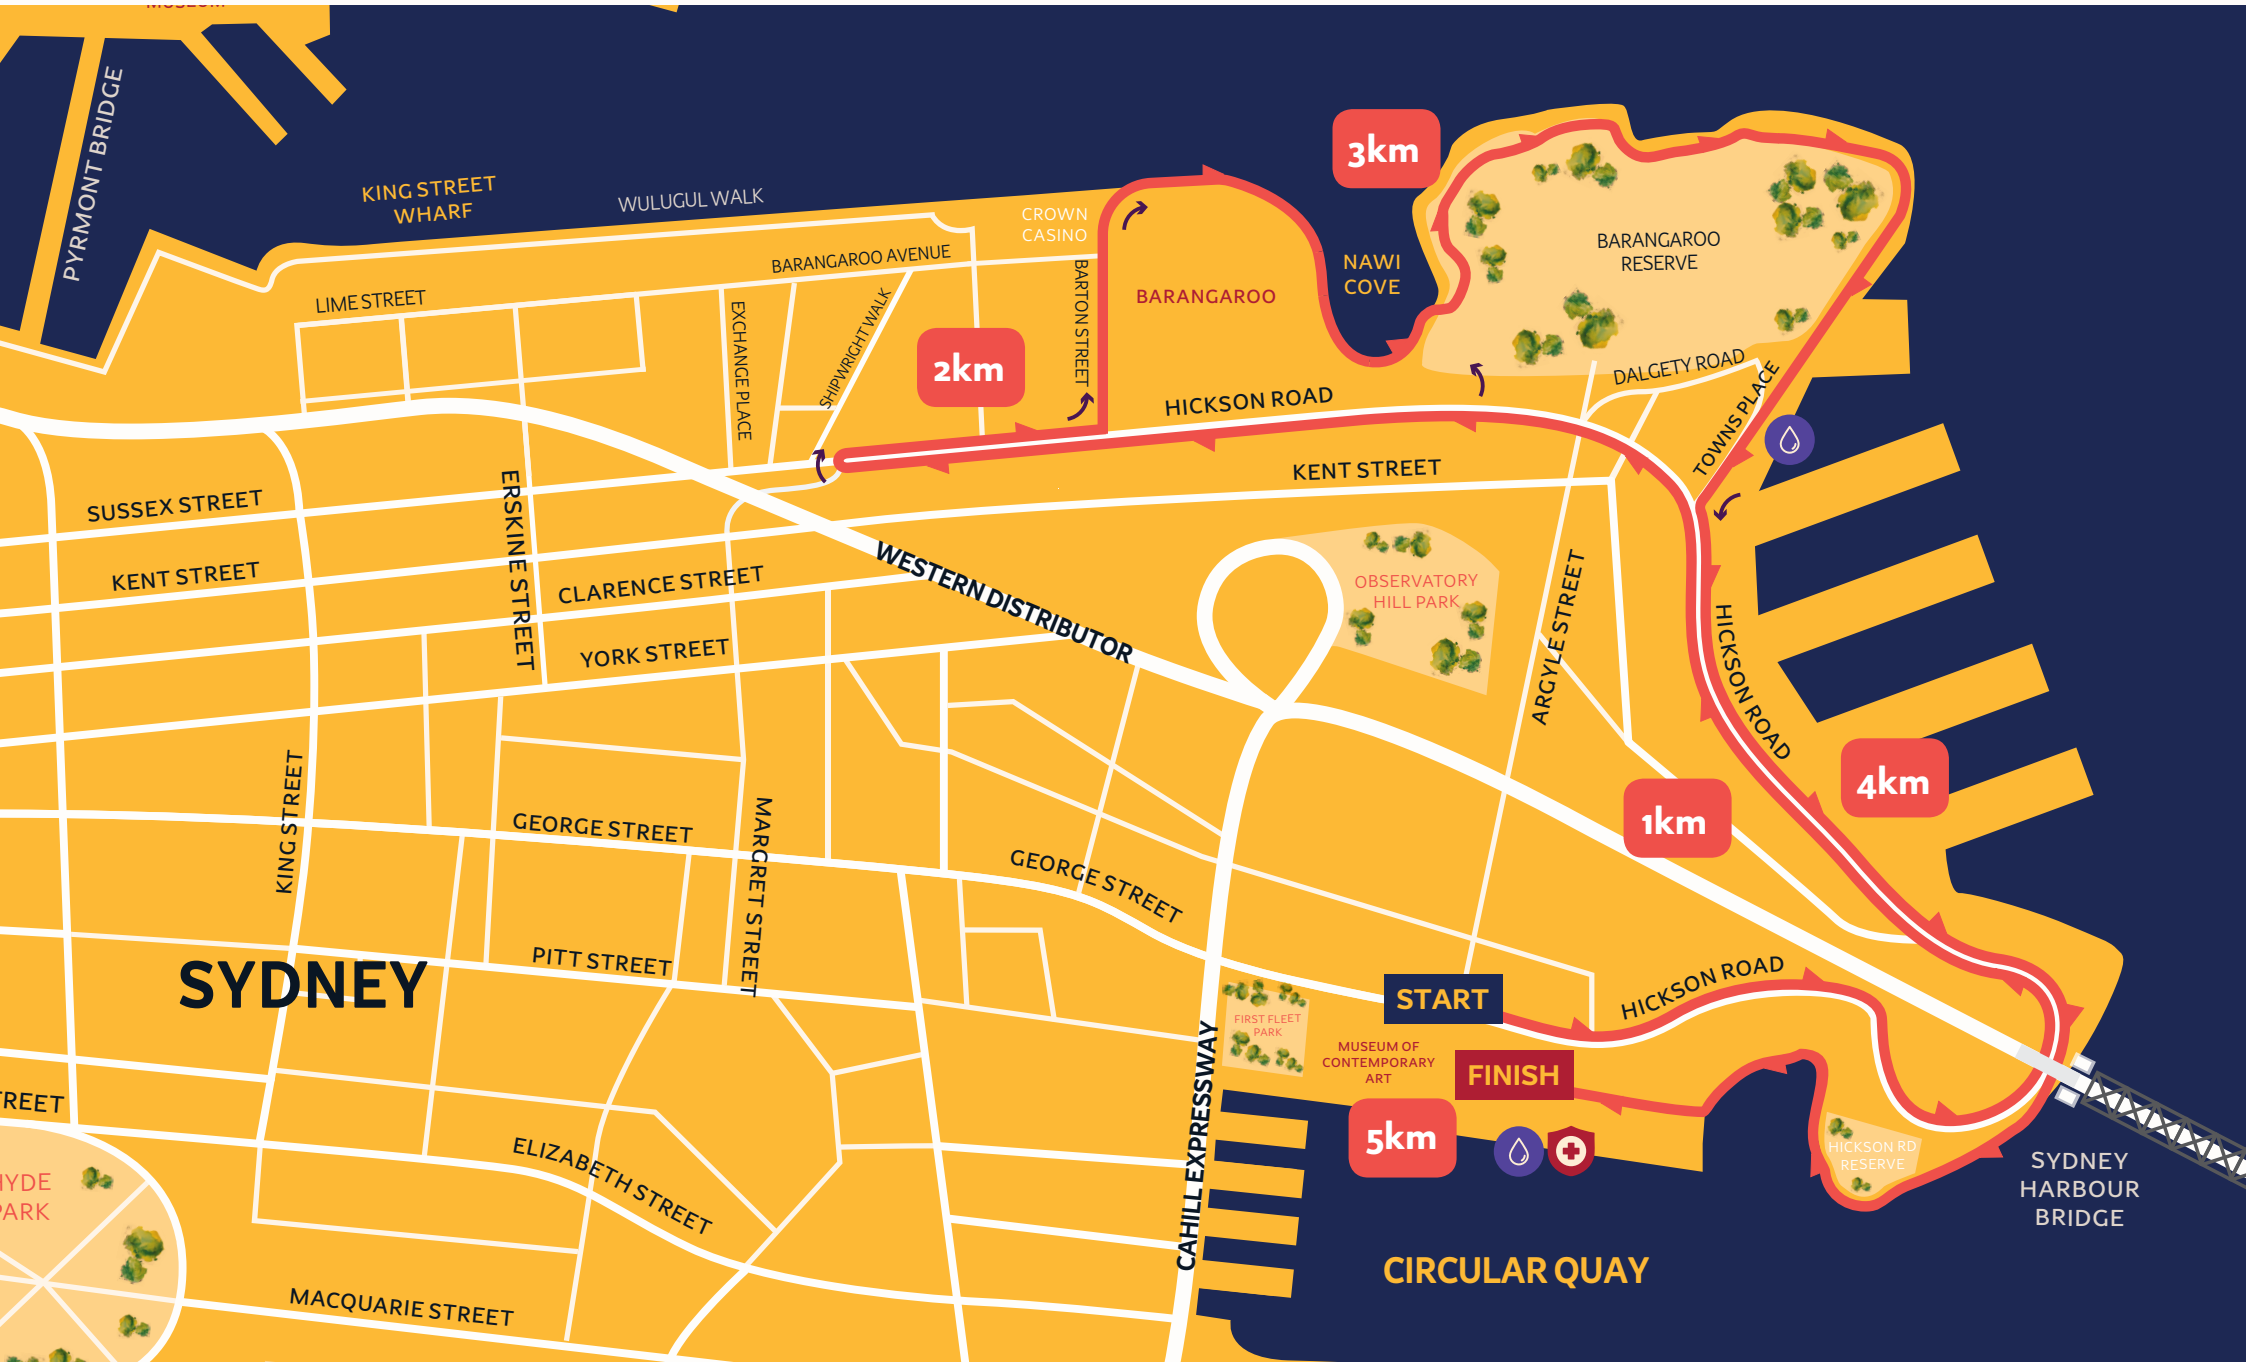 MUSEUM
PYRMONT BRIDGE
KING STREET
WHARF
WULUGUL WALK
CROWN
CASINO
BARANGAROO AVENUE
LIME STREET
EXCHANGE PLACE
SHIPWRIGHT WALK
BARTON STREET
BARANGAROO
NAWI
COVE
3km
BARANGAROO
RESERVE
DALGETY ROAD
TOWNS PLACE
2km
HICKSON ROAD
KENT STREET
SUSSEX STREET
KENT STREET
ERSKINE STREET
CLARENCE STREET
YORK STREET
WESTERN DISTRIBUTOR
OBSERVATORY
HILL PARK
ARGYLE STREET
HICKSON ROAD
4km
1km
KING STREET
GEORGE STREET
MARGRET STREET
GEORGE STREET
PITT STREET
SYDNEY
START
HICKSON ROAD
FIRST FLEET
PARK
MUSEUM OF
CONTEMPORARY
ART
FINISH
5km
CAHILL EXPRESSWAY
HICKSON RD
RESERVE
SYDNEY
HARBOUR
BRIDGE
REET
HYDE
PARK
ELIZABETH STREET
MACQUARIE STREET
CIRCULAR QUAY